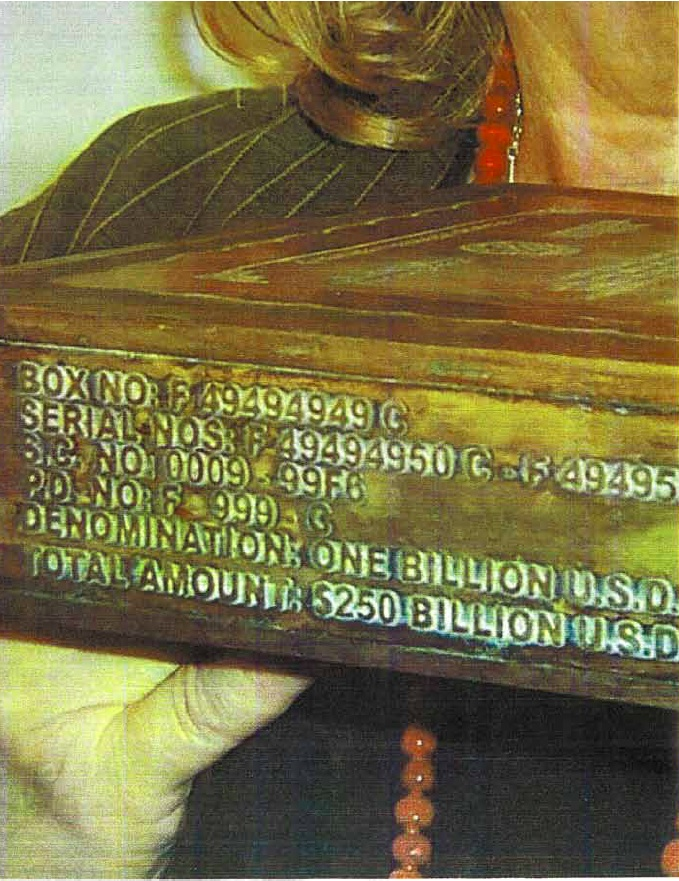 BOX NO: F 49494949 C
SERIAL NOS: F 49494950 C - F 49495
S.C. NO: 0009 - 99F6
P.D. NO: F - 999 - C
DENOMINATION: ONE BILLION U.S.D.
TOTAL AMOUNT: $250 BILLION U.S.D